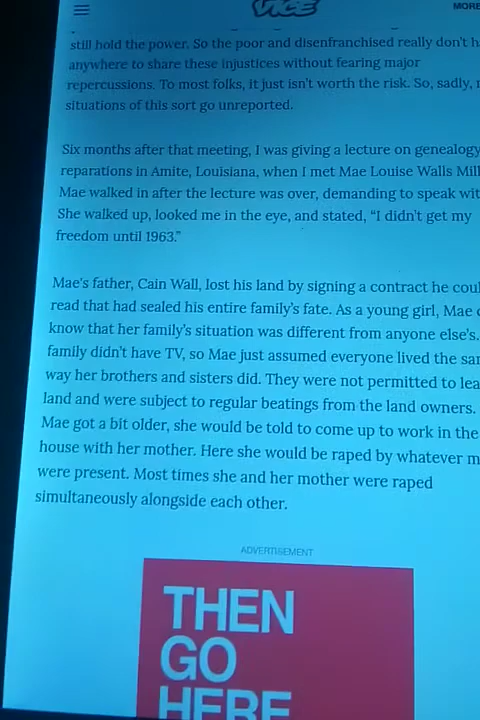 VICE
MORE
still hold the power. So the poor and disenfranchised really don't h
anywhere to share these injustices without fearing major
repercussions. To most folks, it just isn't worth the risk. So, sadly,
situations of this sort go unreported.
Six months after that meeting, I was giving a lecture on genealogy
reparations in Amite, Louisiana, when I met Mae Louise Walls Mill
Mae walked in after the lecture was over, demanding to speak wit
She walked up, looked me in the eye, and stated, “I didn't get my
freedom until 1963.”
Mae's father, Cain Wall, lost his land by signing a contract he coul
read that had sealed his entire family's fate. As a young girl, Mae
know that her family's situation was different from anyone else's.
family didn't have TV, so Mae just assumed everyone lived the sa
way her brothers and sisters did. They were not permitted to lea
land and were subject to regular beatings from the land owners.
Mae got a bit older, she would be told to come up to work in the
house with her mother. Here she would be raped by whatever m
were present. Most times she and her mother were raped
simultaneously alongside each other.
ADVERTISEMENT
THEN
GO
HERE